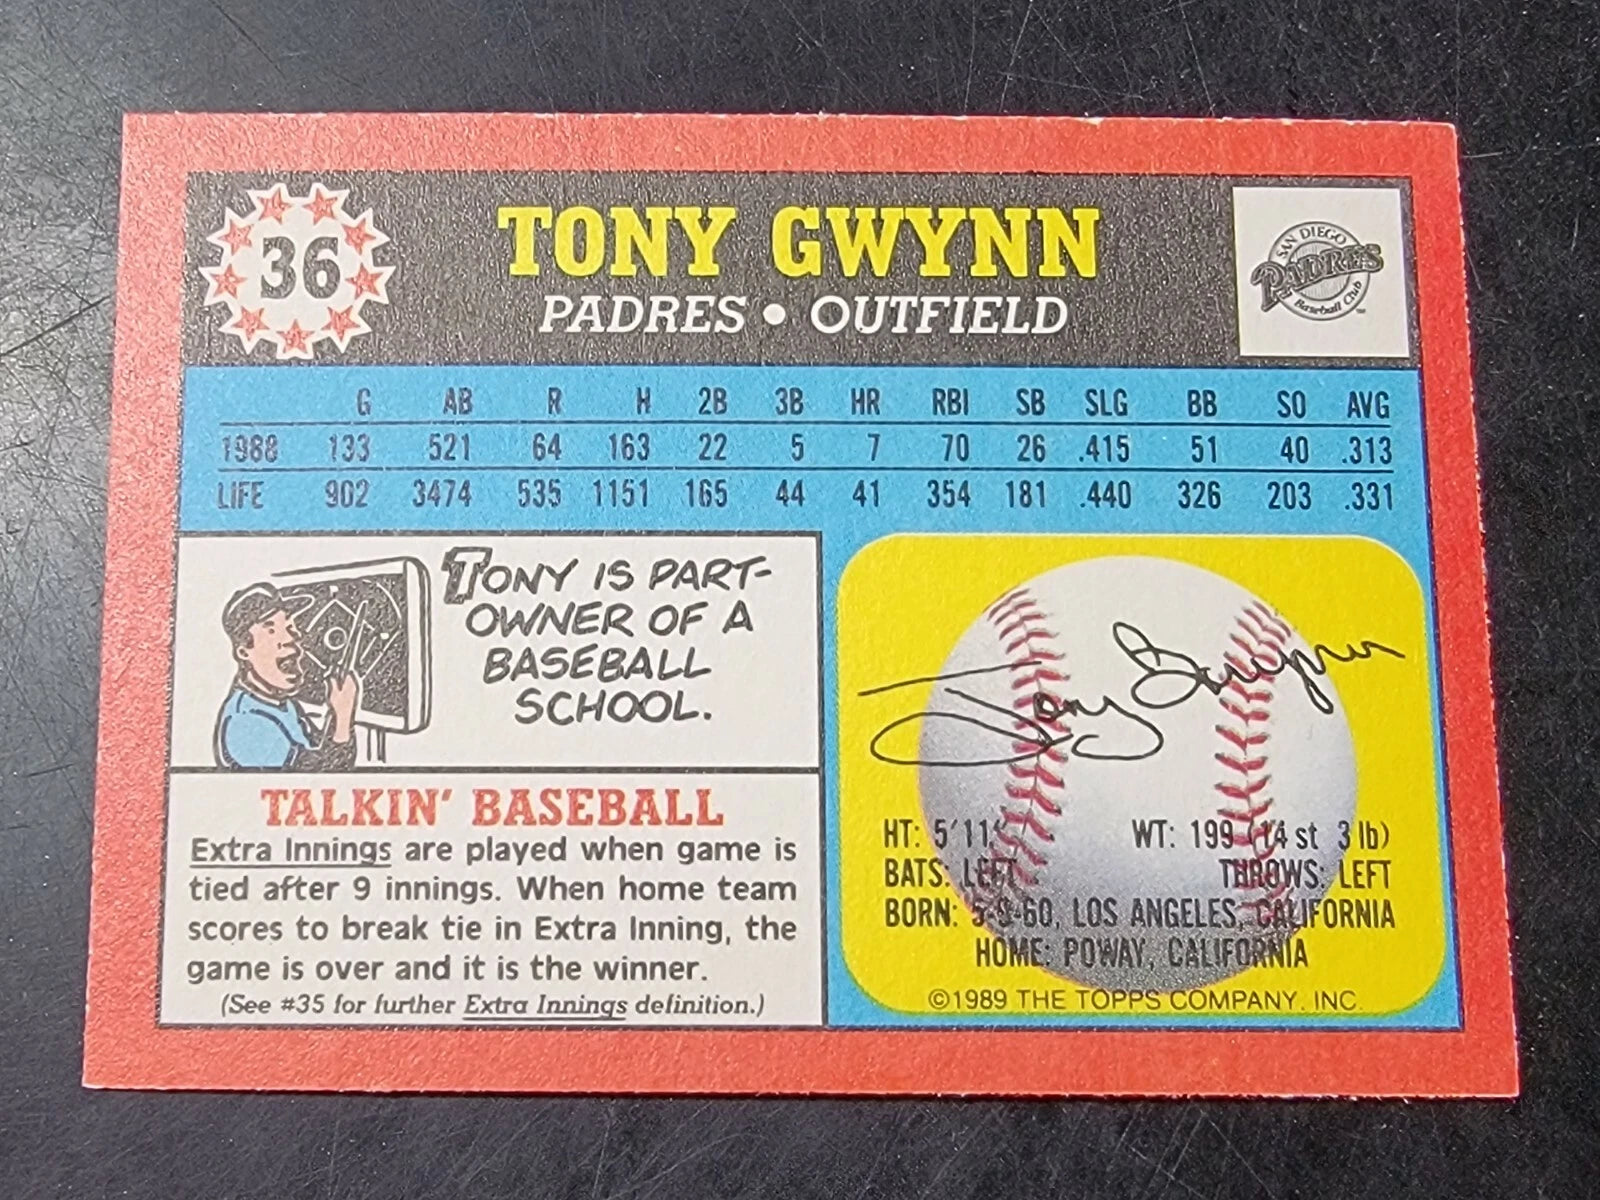 36
TONY GWYNN
PADRES • OUTFIELD
SAN DIEGO
PADRES
Baseball Club
TM
G AB R H 2B 3B HR RBI SB SLG BB SO AVG
1988 133 521 64 163 22 5 7 70 26 .415 51 40 .313
LIFE 902 3474 535 1151 165 44 41 354 181 .440 326 203 .331
TONY IS PART-
OWNER OF A
BASEBALL
SCHOOL.
TALKIN' BASEBALL
Extra Innings are played when game is
tied after 9 innings. When home team
scores to break tie in Extra Inning, the
game is over and it is the winner.
(See #35 for further Extra Innings definition.)
Tony Gwynn
HT: 5'11" WT: 199 (14 st 3 lb)
BATS: LEFT THROWS: LEFT
BORN: 5-9-60, LOS ANGELES, CALIFORNIA
HOME: POWAY, CALIFORNIA
©1989 THE TOPPS COMPANY. INC.